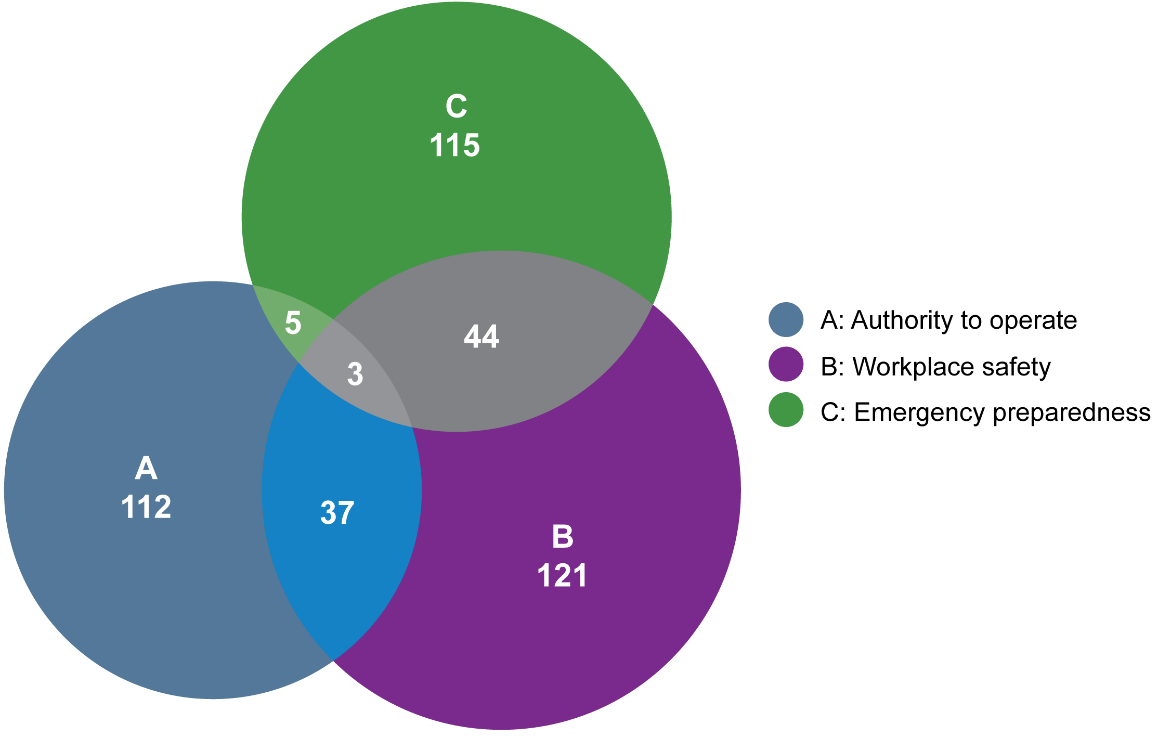 C
115
5
44
3
A
112
37
B
121
A: Authority to operate
B: Workplace safety
C: Emergency preparedness